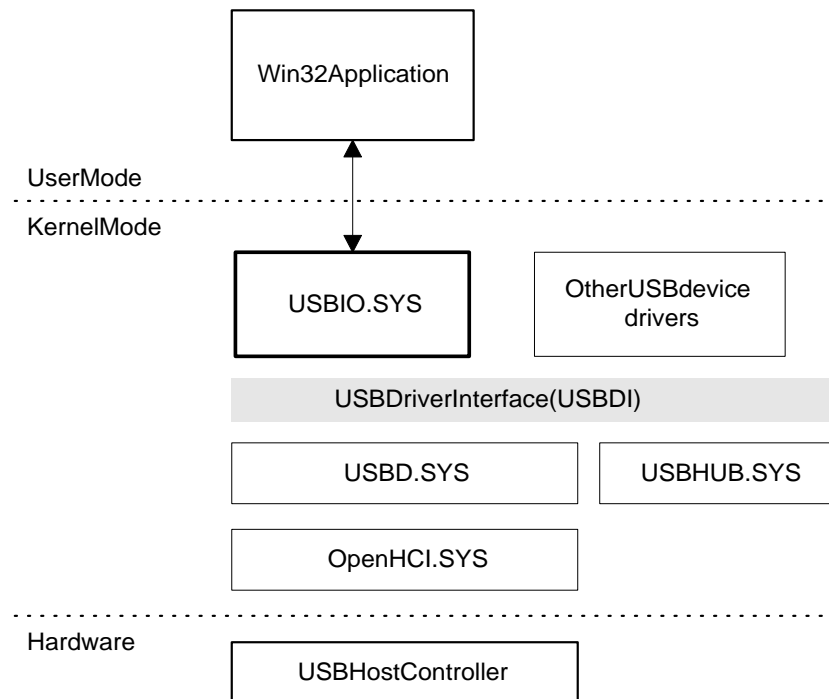 Win32Application
UserMode
KernelMode
USBIO.SYS
OtherUSBdevice
drivers
USBDriverInterface(USBDI)
USBD.SYS
USBHUB.SYS
OpenHCI.SYS
Hardware
USBHostController